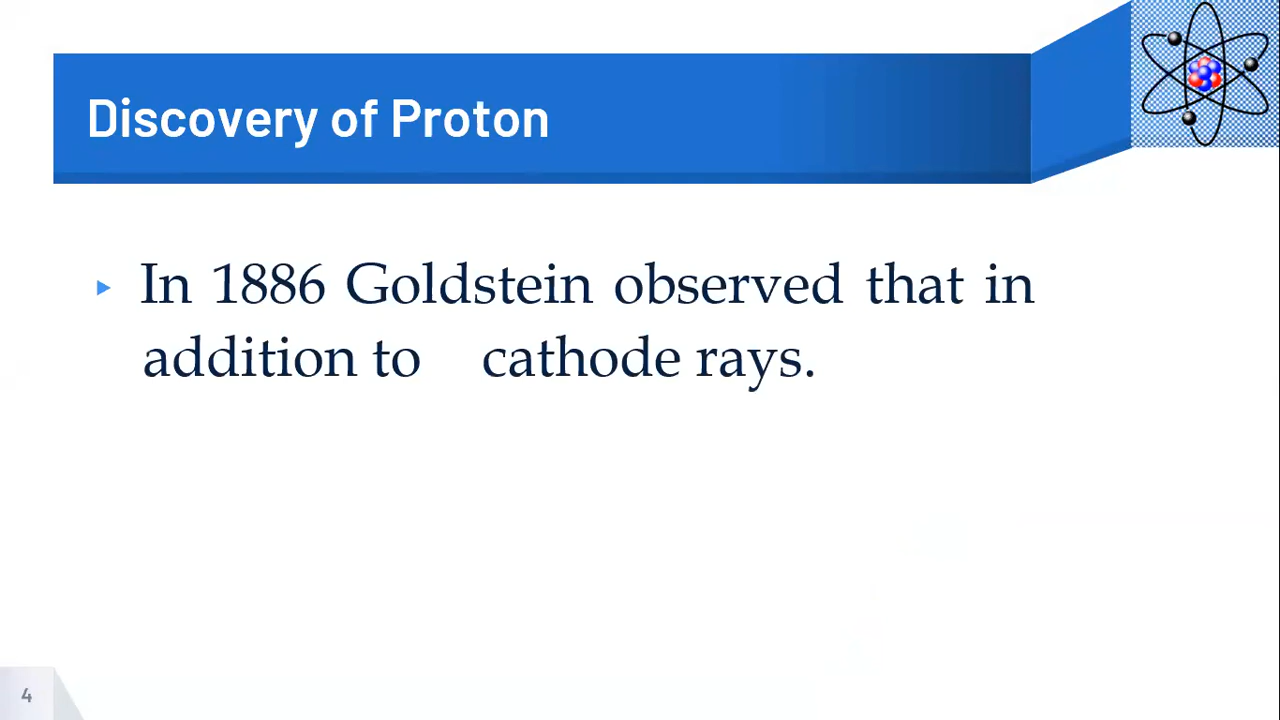 Discovery of Proton
In 1886 Goldstein observed that in
addition to cathode rays.
4